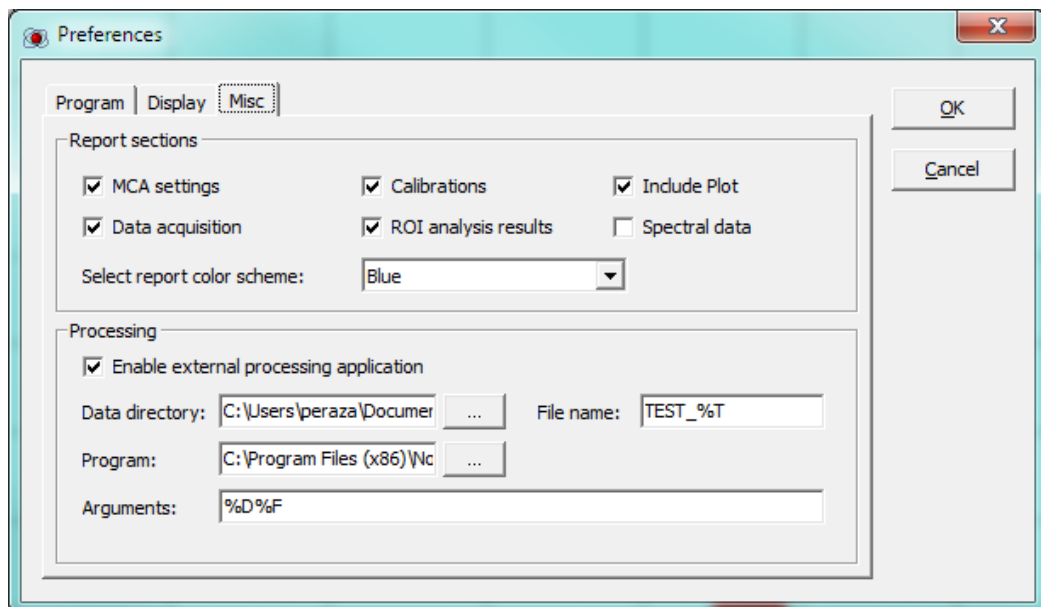 Preferences
Program Display Misc
OK
Report sections
MCA settings Calibrations Include Plot
Cancel
Data acquisition ROI analysis results Spectral data
Select report color scheme: Blue
Processing
Enable external processing application
Data directory: C:\Users\peraza\Documer ... File name: TEST_%T
Program: C:\Program Files (x86)\Nc ...
Arguments: %D%F